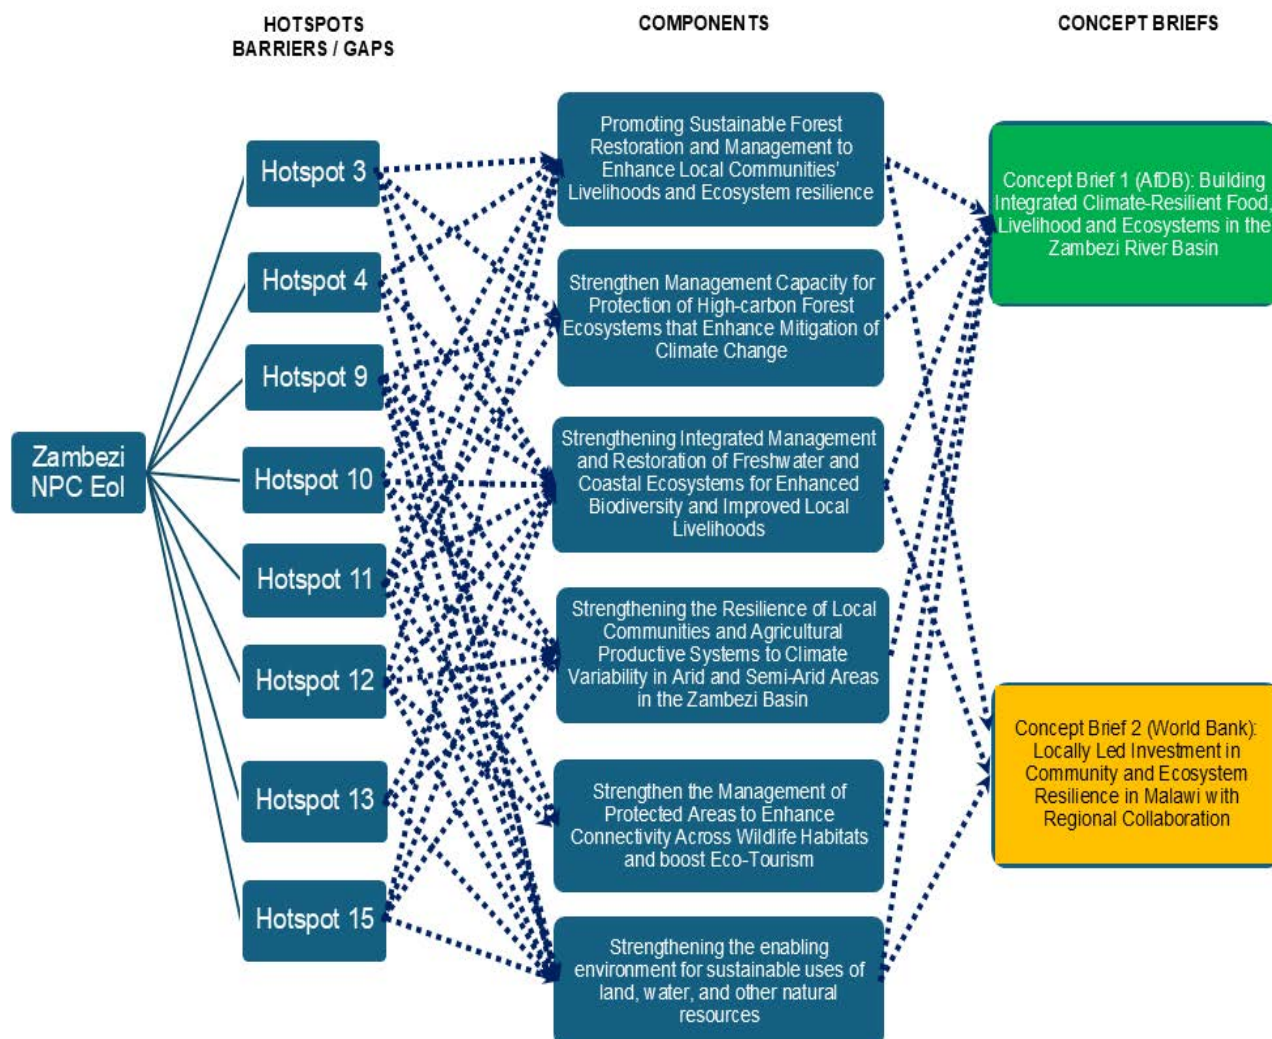 HOTSPOTS
BARRIERS / GAPS
COMPONENTS
CONCEPT BRIEFS
Zambezi
NPC EoI
Hotspot 3
Hotspot 4
Hotspot 9
Hotspot 10
Hotspot 11
Hotspot 12
Hotspot 13
Hotspot 15
Promoting Sustainable Forest
Restoration and Management to
Enhance Local Communities’
Livelihoods and Ecosystem resilience
Strengthen Management Capacity for
Protection of High-carbon Forest
Ecosystems that Enhance Mitigation of
Climate Change
Strengthening Integrated Management
and Restoration of Freshwater and
Coastal Ecosystems for Enhanced
Biodiversity and Improved Local
Livelihoods
Strengthening the Resilience of Local
Communities and Agricultural
Productive Systems to Climate
Variability in Arid and Semi-Arid Areas
in the Zambezi Basin
Strengthen the Management of
Protected Areas to Enhance
Connectivity Across Wildlife Habitats
and boost Eco-Tourism
Strengthening the enabling
environment for sustainable uses of
land, water, and other natural
resources
Concept Brief 1 (AfDB): Building
Integrated Climate-Resilient Food,
Livelihood and Ecosystems in the
Zambezi River Basin
Concept Brief 2 (World Bank):
Locally Led Investment in
Community and Ecosystem
Resilience in Malawi with
Regional Collaboration